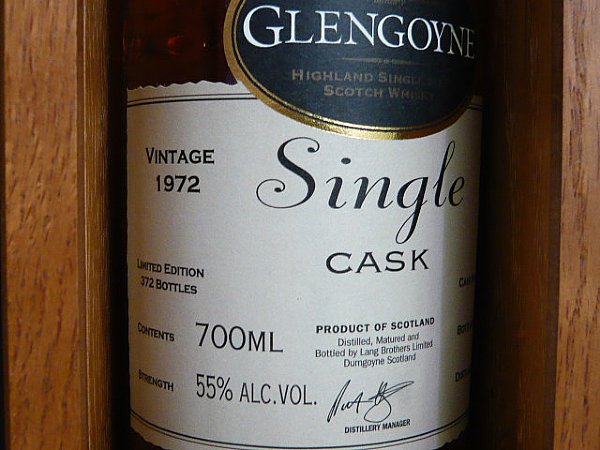 GLENGOYNE
HIGHLAND SINGLE
SCOTCH WHISKY
VINTAGE
1972
Single
CASK
LIMITED EDITION
372 BOTTLES
CONTENTS
700ML
PRODUCT OF SCOTLAND
Distilled, Matured and
Bottled by Lang Brothers Limited
Dumgoyne Scotland
STRENGTH
55% ALC.VOL.
DISTILLERY MANAGER